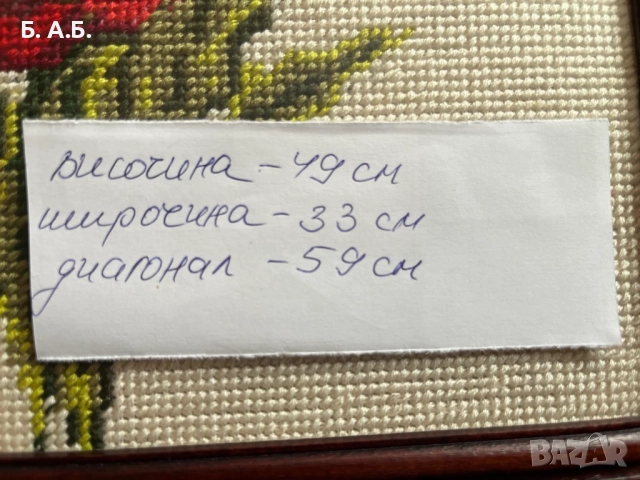 Б. А.Б.
височина - 49 см
широчина - 33 см
диагонал - 59 см
BAZAR